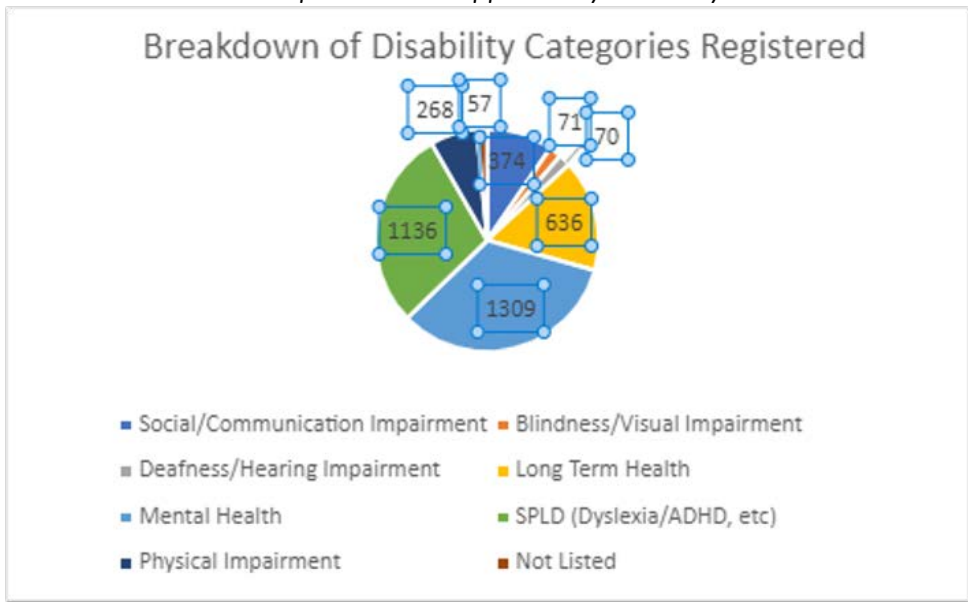 Breakdown of Disability Categories Registered
268 57 71 70
374
1136 636
1309
Social/Communication Impairment Blindness/Visual Impairment
Deafness/Hearing Impairment Long Term Health
Mental Health SPLD (Dyslexia/ADHD, etc)
Physical Impairment Not Listed